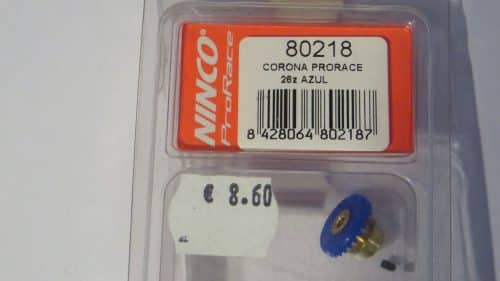 NINCO
ProRace
80218
CORONA PRORACE
26z AZUL
8 428064 802187
€ 8.60